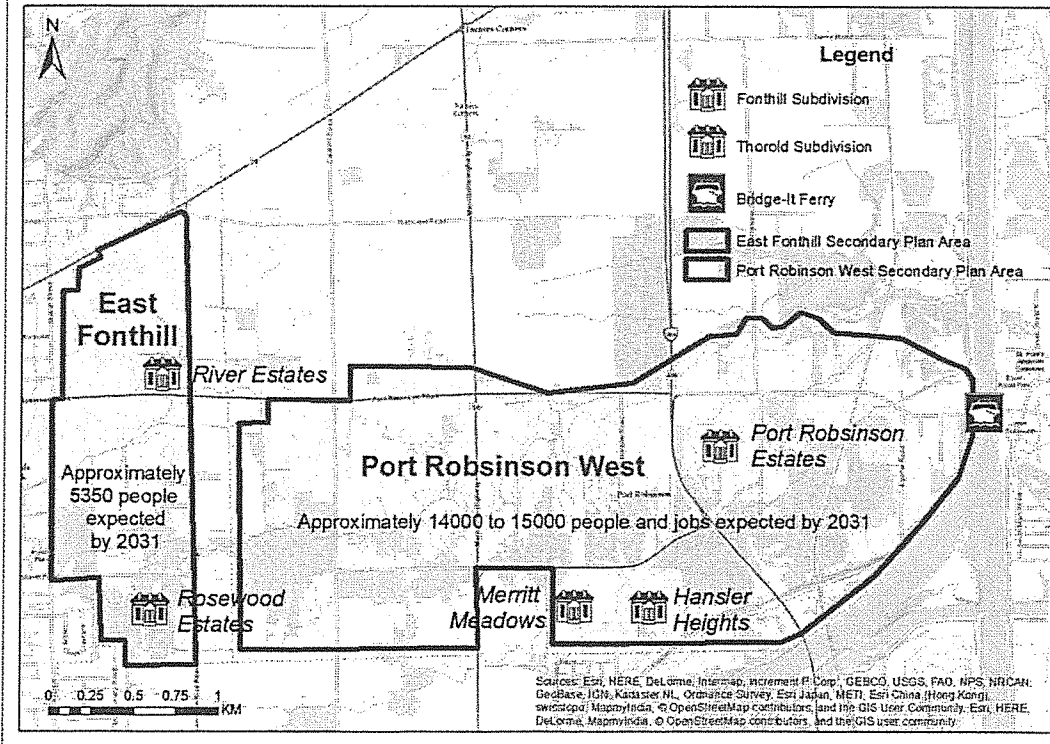 N
Legend
Fonthill Subdivision
Thorold Subdivision
Bridge-It Ferry
East Fonthill Secondary Plan Area
Port Robinson West Secondary Plan Area
East
Fonthill
River Estates
Port Robsinson
Estates
Port Robsinson West
Port Robinson
Approximately
5350 people
expected
by 2031
Approximately 14000 to 15000 people and jobs expected by 2031
Rosewood
Estates
Merritt
Meadows
Hansler
Heights
0 0.25 0.5 0.75 1
KM
Sources: Esri, HERE, DeLorme, Intermap, increment P Corp., GEBCO, USGS, FAO, NPS, NRCAN,
GeoBase, IGN, Kadaster NL, Ordnance Survey, Esri Japan, METI, Esri China (Hong Kong),
swisstopo, MapmyIndia, © OpenStreetMap contributors, and the GIS User Community, Esri, HERE,
DeLorme, MapmyIndia, © OpenStreetMap contributors, and the GIS user community